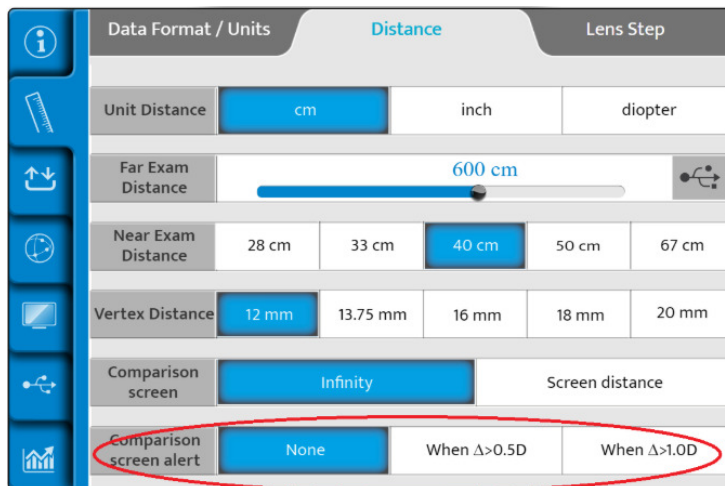 Data Format / Units
Distance
Lens Step
Unit Distance
cm
inch
diopter
Far Exam
Distance
600 cm
Near Exam
Distance
28 cm
33 cm
40 cm
50 cm
67 cm
Vertex Distance
12 mm
13.75 mm
16 mm
18 mm
20 mm
Comparison
screen
Infinity
Screen distance
Comparison
screen alert
None
When Δ>0.5D
When Δ>1.0D